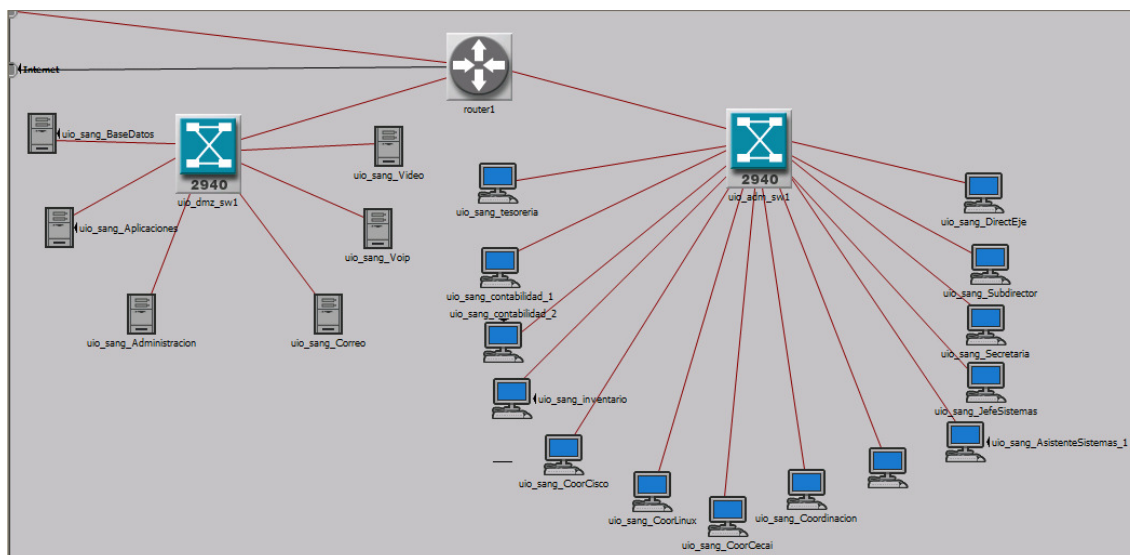 Internet
router1
uio_sang_BaseDatos
2940
uio_dmz_sw1
uio_sang_Video
uio_sang_Aplicaciones
uio_sang_Voip
uio_sang_Administracion
uio_sang_Correo
2940
uio_adm_sw1
uio_sang_tesoreria
uio_sang_contabilidad_1
uio_sang_contabilidad_2
uio_sang_inventario
uio_sang_CoorCisco
uio_sang_CoorLinux
uio_sang_CoorCecai
uio_sang_Coordinacion
uio_sang_DirectEje
uio_sang_Subdirector
uio_sang_Secretaria
uio_sang_JefeSistemas
uio_sang_AsistenteSistemas_1